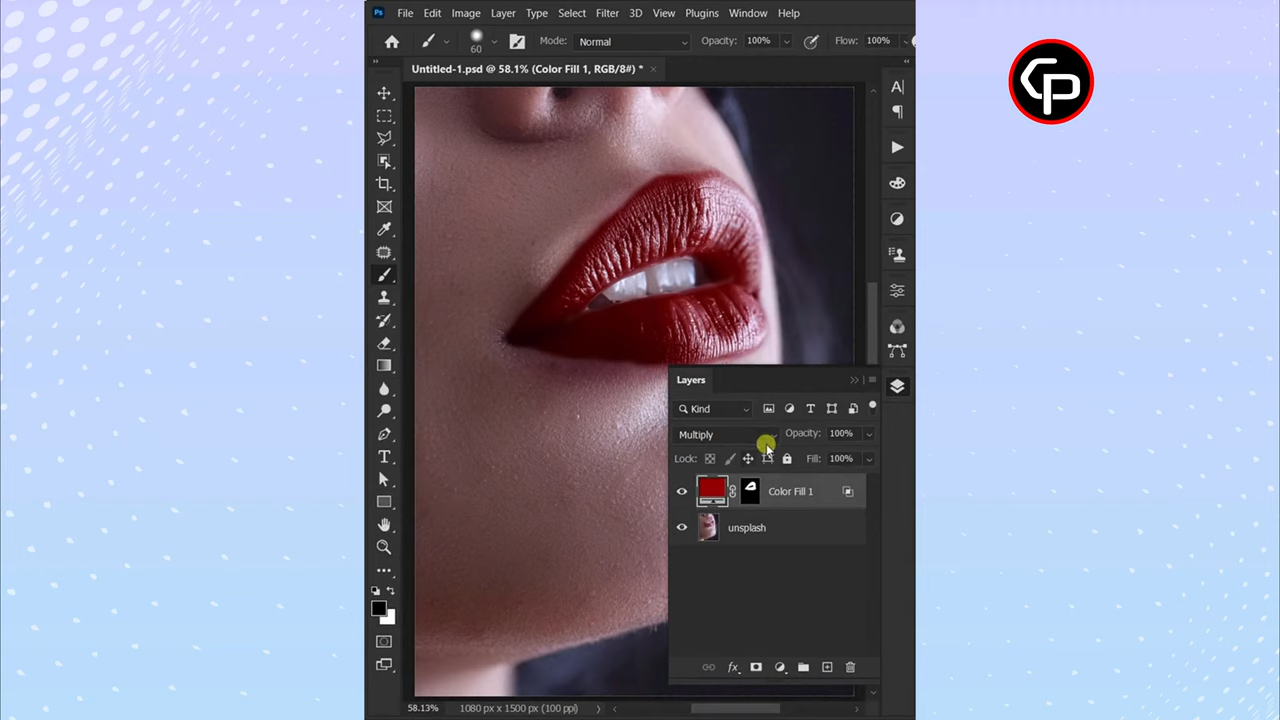 Ps File Edit Image Layer Type Select Filter 3D View Plugins Window Help
60 Mode: Normal Opacity: 100% Flow: 100%
Untitled-1.psd @ 58.1% (Color Fill 1, RGB/8#) *
CP
Layers
Kind
Multiply Opacity: 100%
Lock: Fill: 100%
Color Fill 1
unsplash
fx
58.13% 1080 px x 1500 px (100 ppi)